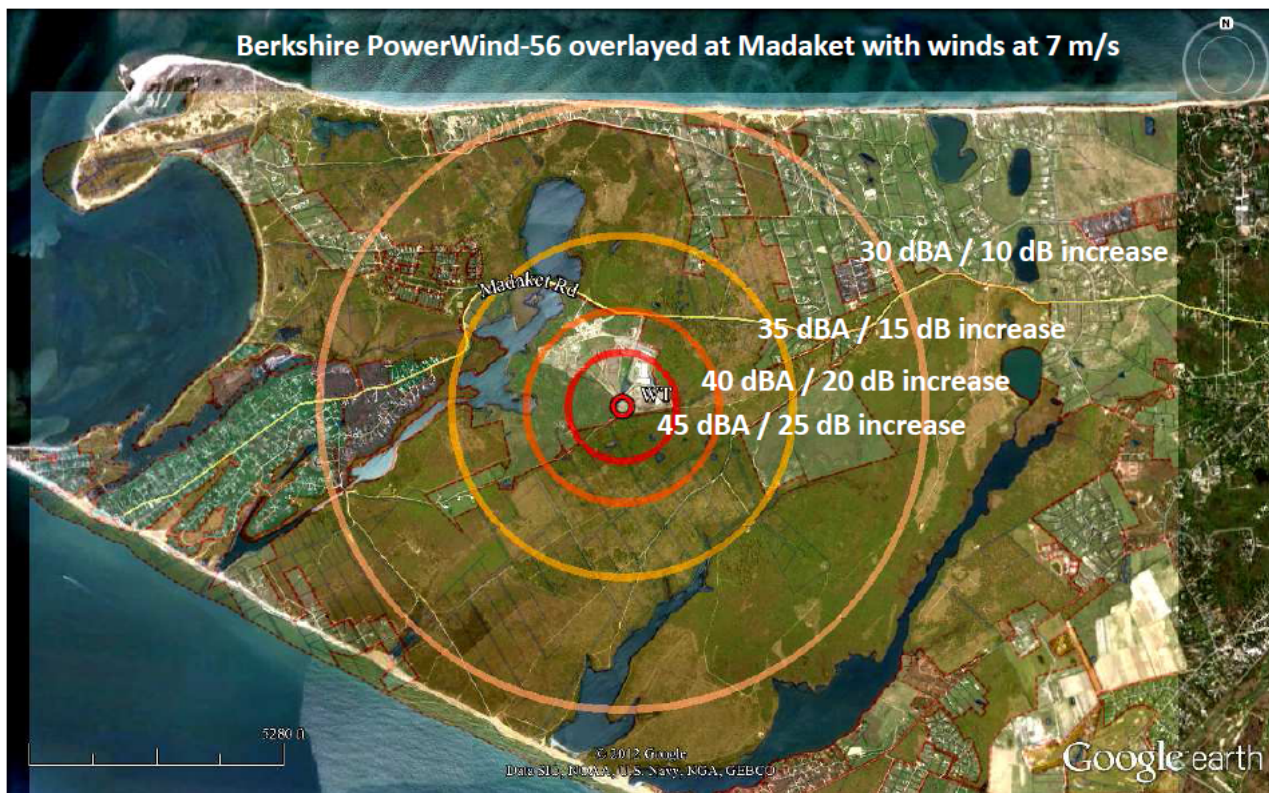 Berkshire PowerWind-56 overlayed at Madaket with winds at 7 m/s
N
30 dBA / 10 dB increase
Madaket Rd
35 dBA / 15 dB increase
40 dBA / 20 dB increase
WT
45 dBA / 25 dB increase
5280 ft
© 2012 Google
Data SIO, NOAA, U.S. Navy, NGA, GEBCO
Google earth